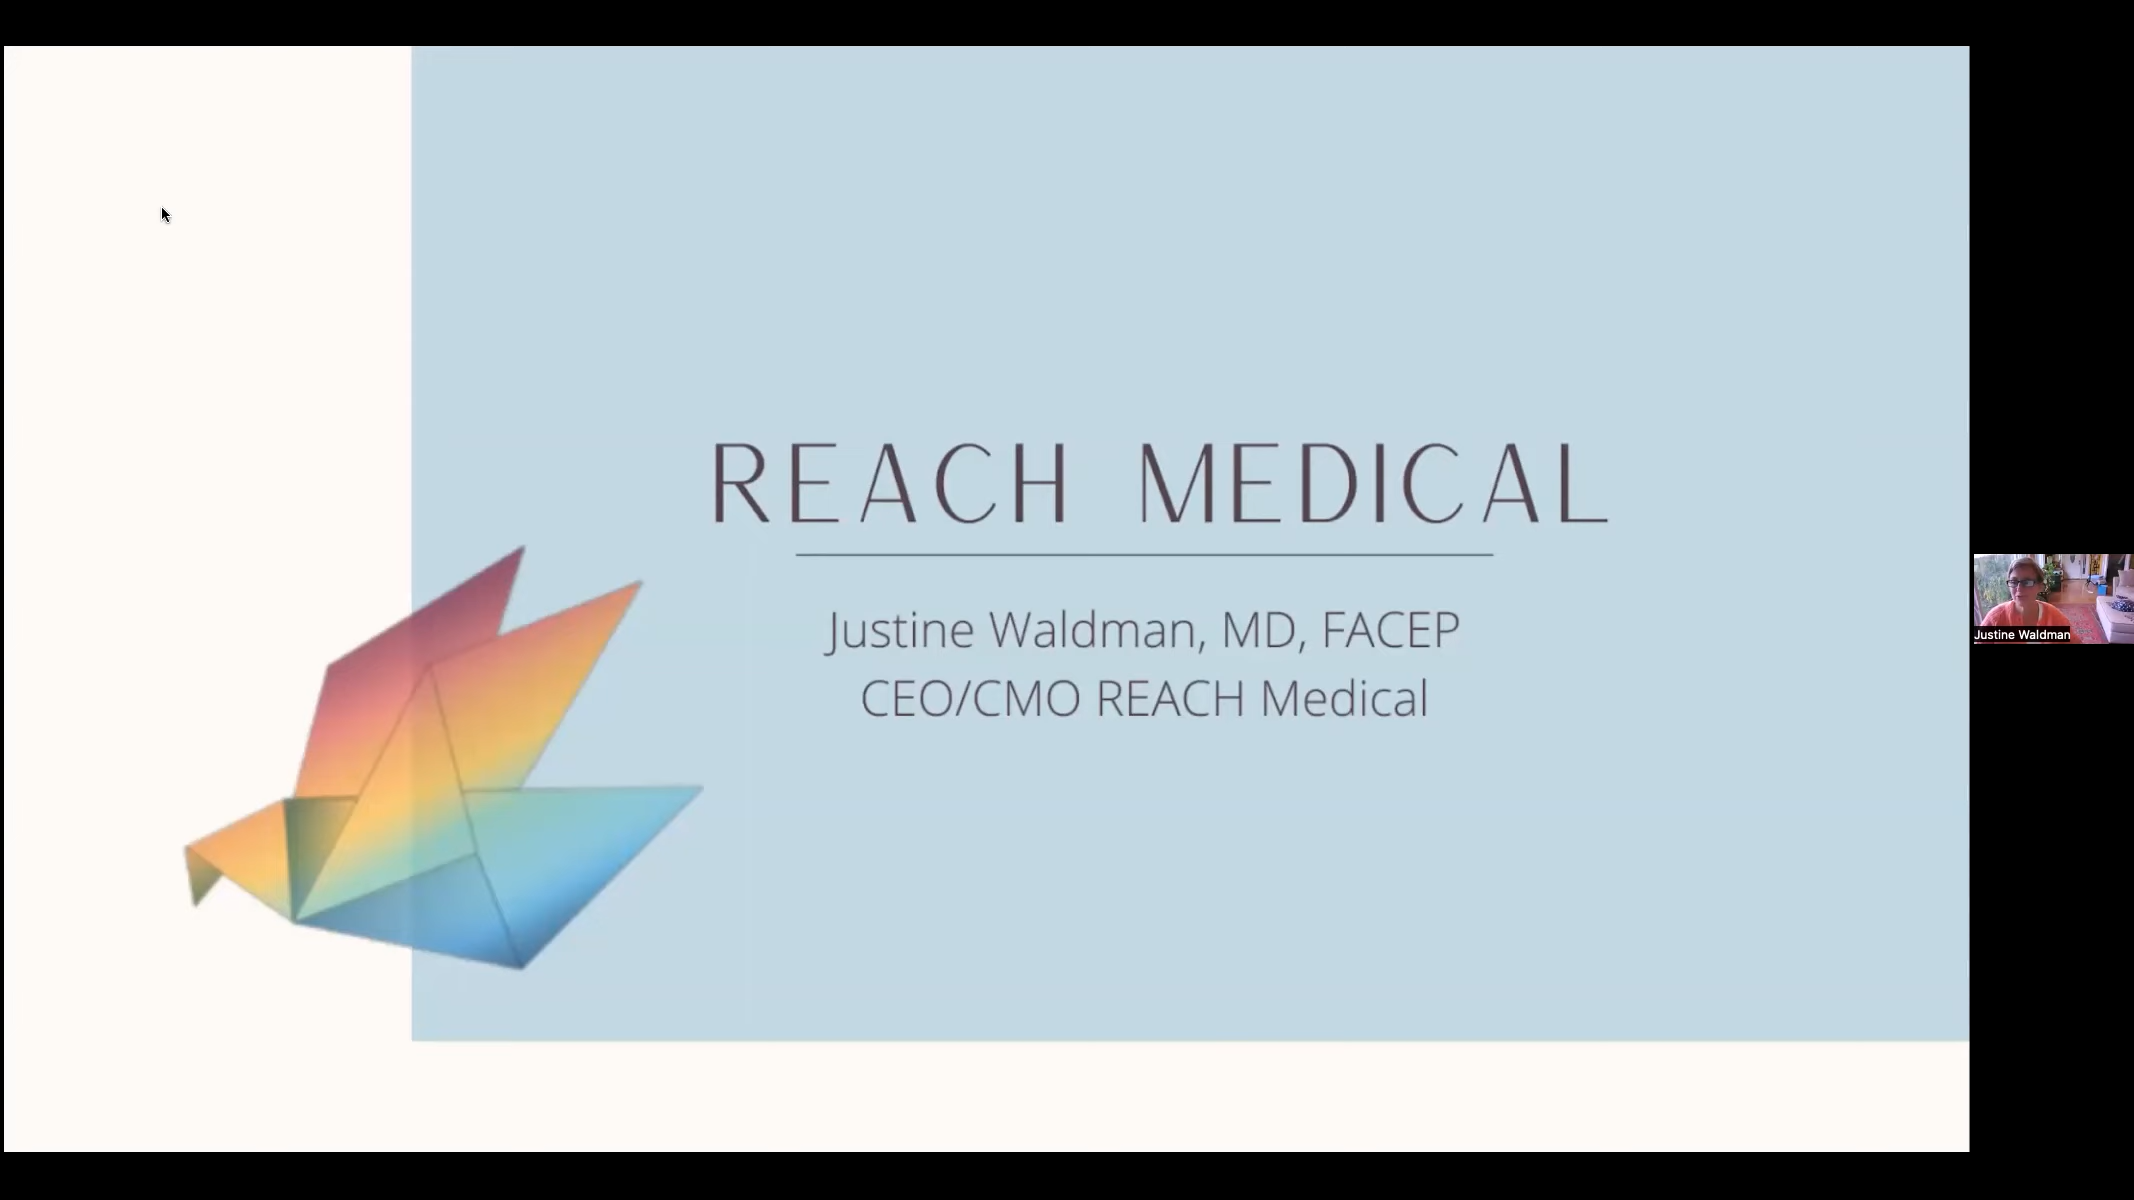 REACH MEDICAL
Justine Waldman, MD, FACEP
CEO/CMO REACH Medical
Justine Waldman